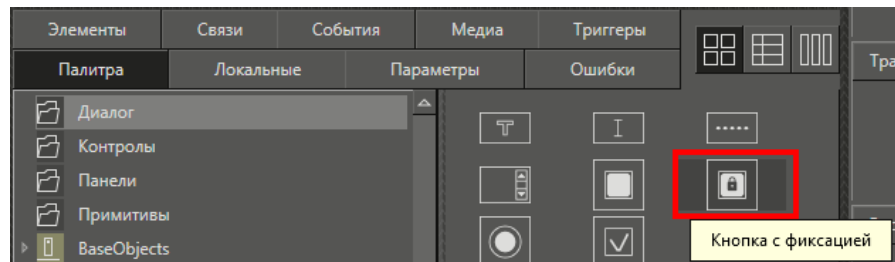 Элементы Связи События Медиа Триггеры
Палитра Локальные Параметры Ошибки
Тра
Диалог
Контролы
Панели
Примитивы
BaseObjects
Кнопка с фиксацией